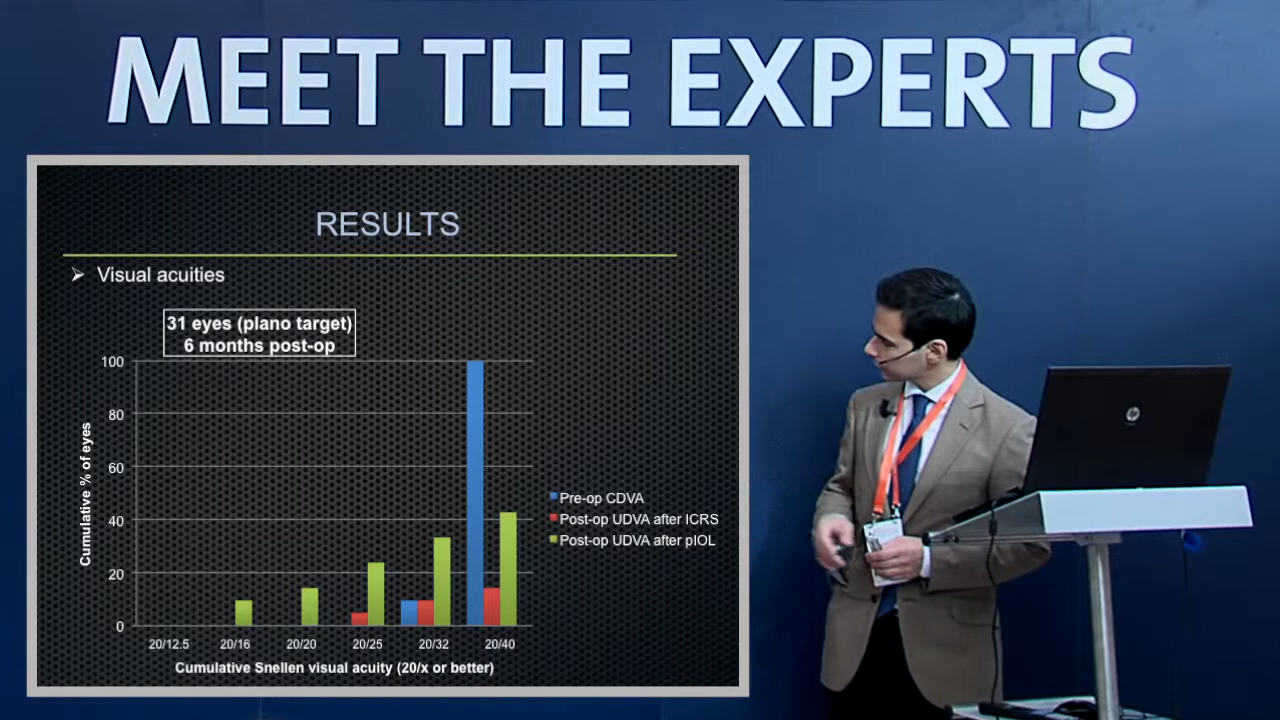 MEET THE EXPERTS
RESULTS
Visual acuities
31 eyes (plano target)
6 months post-op
100
80
60
40
20
0
Cumulative % of eyes
20/12.5 20/16 20/20 20/25 20/32 20/40
Cumulative Snellen visual acuity (20/x or better)
Pre-op CDVA
Post-op UDVA after ICRS
Post-op UDVA after pIOL
hp